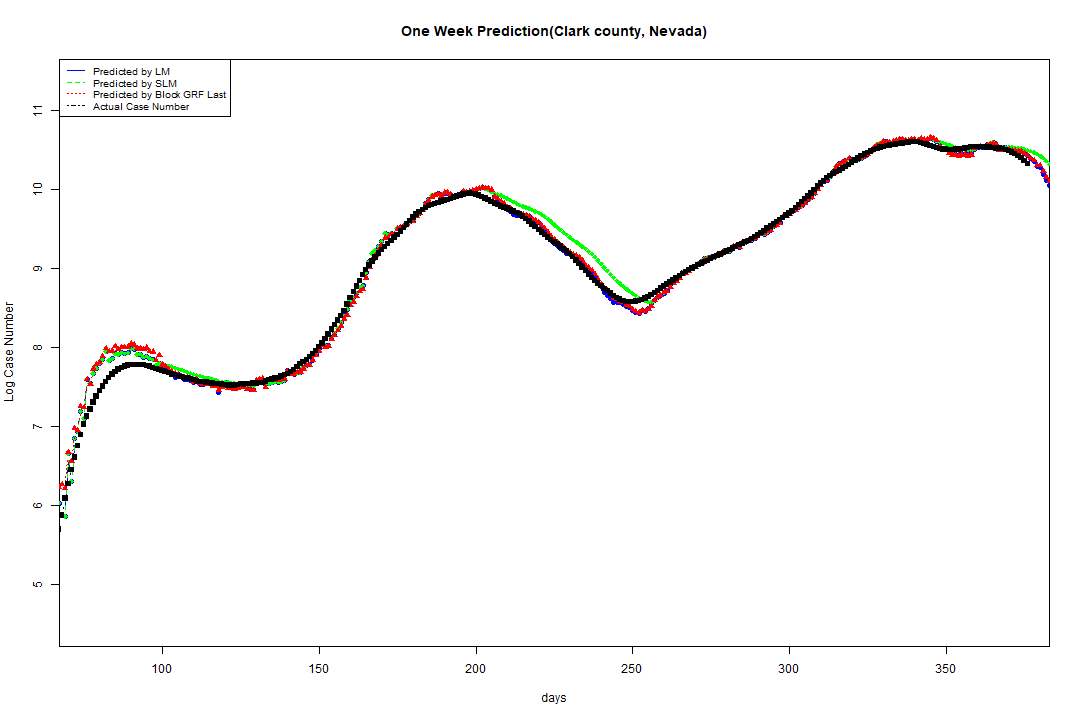 One Week Prediction(Clark county, Nevada)
Predicted by LM
Predicted by SLM
Predicted by Block GRF Last
Actual Case Number
Log Case Number
11
10
9
8
7
6
5
100 150 200 250 300 350
days